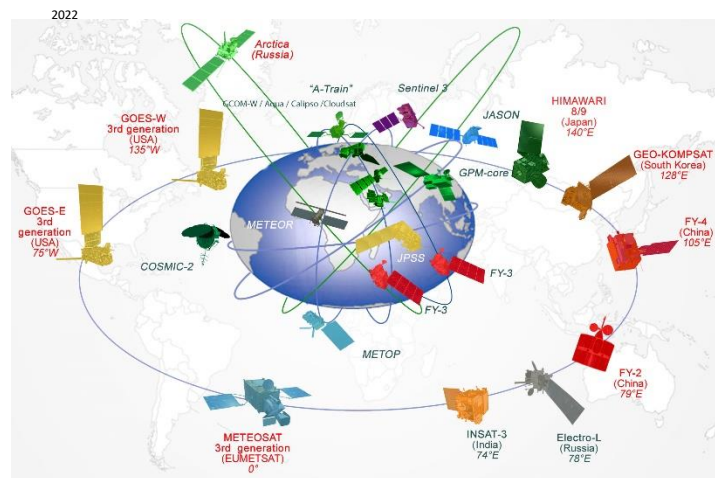 2022
Arctica
(Russia)
"A-Train"
GCOM-W / Aqua / Calipso /Cloudsat
Sentinel 3
JASON
HIMAWARI
8/9
(Japan)
140°E
GOES-W
3rd generation
(USA)
135°W
GEO-KOMPSAT
(South Korea)
128°E
GPM-core
GOES-E
3rd
generation
(USA)
75°W
METEOR
FY-4
(China)
105°E
COSMIC-2
JPSS
FY-3
FY-3
METOP
FY-2
(China)
79°E
METEOSAT
3rd generation
(EUMETSAT)
0°
INSAT-3
(India)
74°E
Electro-L
(Russia)
78°E